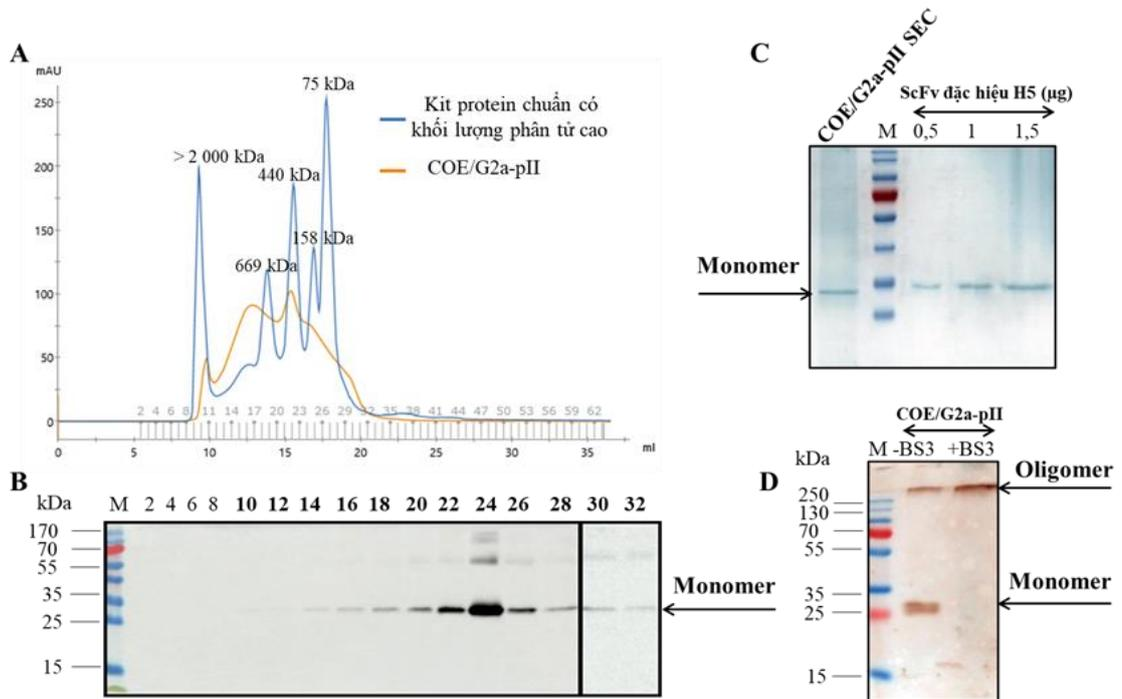 A
mAU
250
200
150
100
50
0
> 2 000 kDa
669 kDa
440 kDa
158 kDa
75 kDa
Kit protein chuẩn có
khối lượng phân tử cao
COE/G2a-pII
2 4 6 8 11 14 17 20 23 26 29 32 35 38 41 44 47 50 53 56 59 62
0 5 10 15 20 25 30 35 ml
B
kDa M 2 4 6 8 10 12 14 16 18 20 22 24 26 28 30 32
170
70
55
35
25
15
Monomer
C
COE/G2a-pII SEC
ScFv đặc hiệu H5 (µg)
M 0,5 1 1,5
Monomer
D
COE/G2a-pII
kDa M -BS3 +BS3
250
130
70
55
35
25
15
Oligomer
Monomer